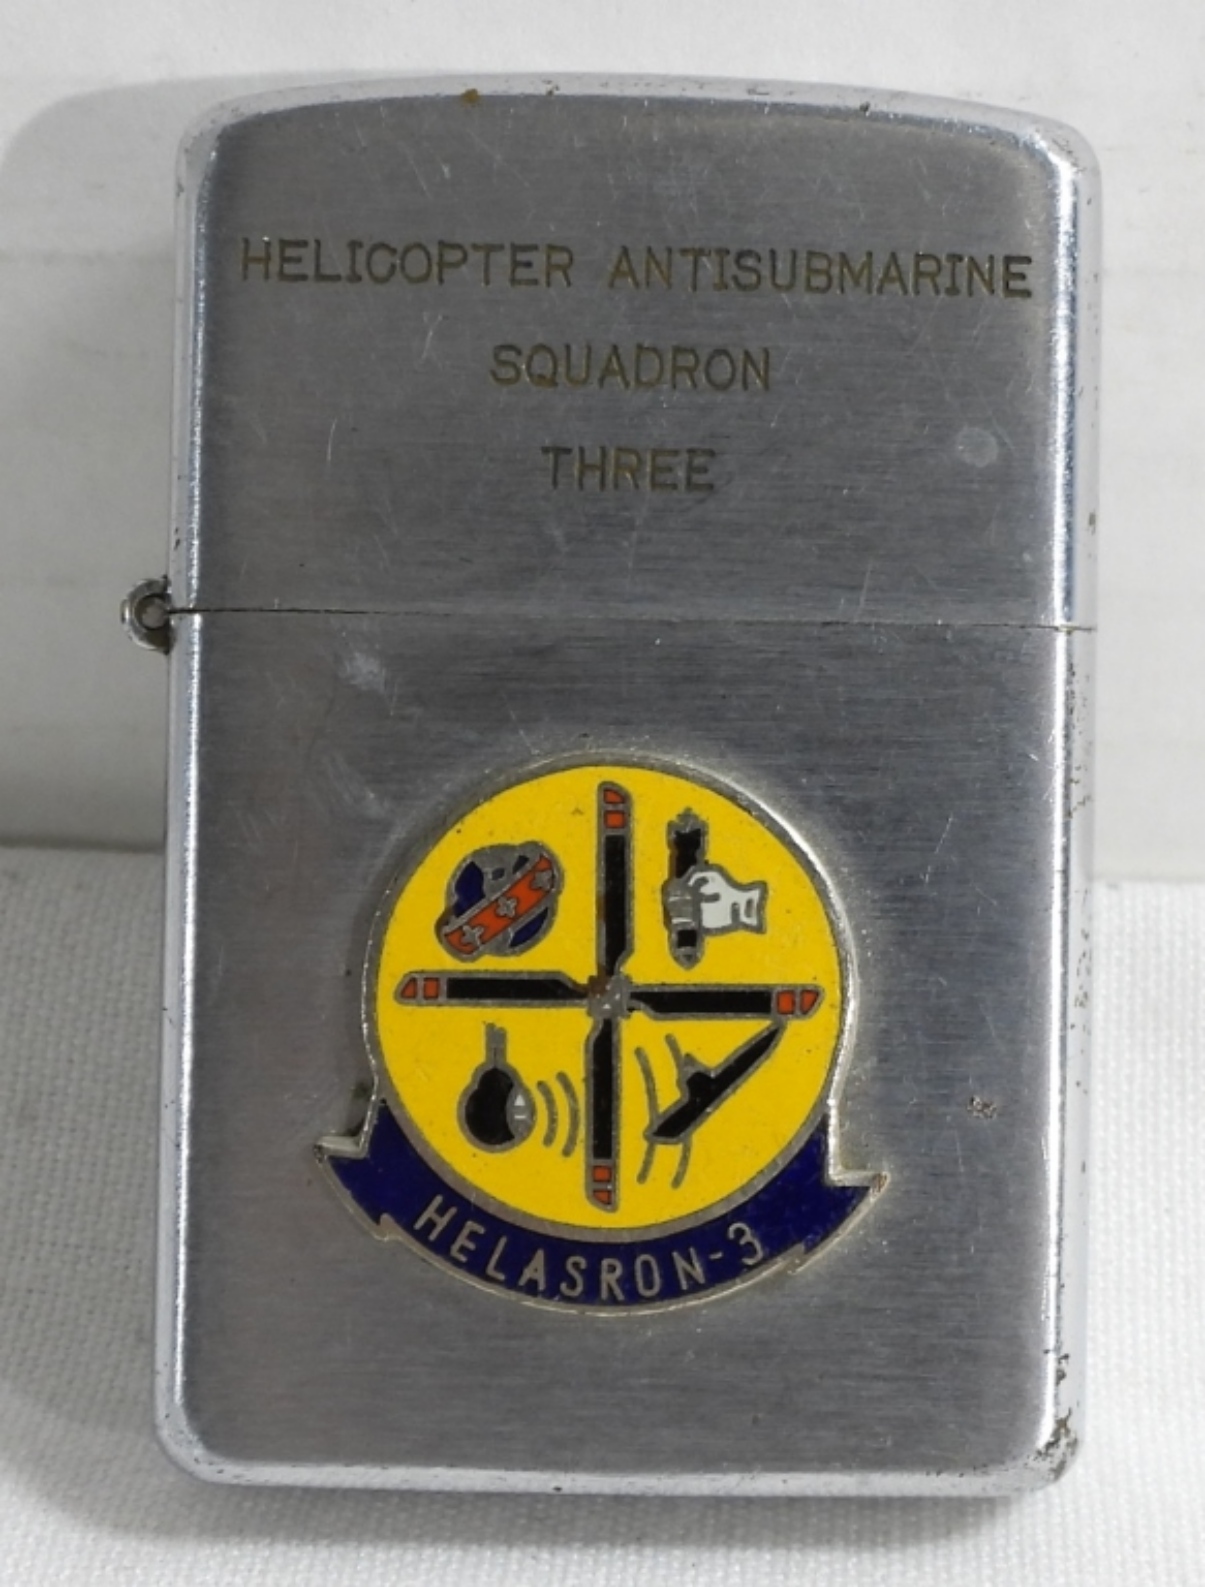 HELICOPTER ANTISUBMARINE
SQUADRON
THREE
HELASRON-3